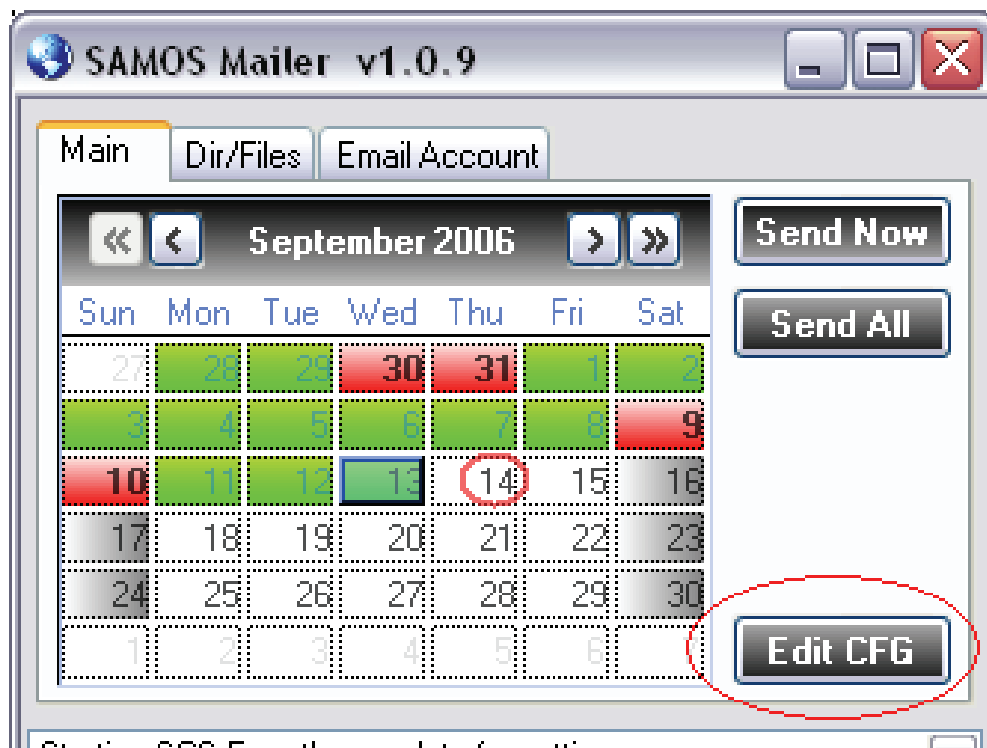 SAMOS Mailer v1.0.9
Main Dir/Files Email Account
« < September 2006 > »
Send Now
Sun Mon Tue Wed Thu Fri Sat
Send All
27 28 29 30 31 1 2
3 4 5 6 7 8 9
10 11 12 13 14 15 16
17 18 19 20 21 22 23
24 25 26 27 28 29 30
1 2 3 4 5 6
Edit CFG